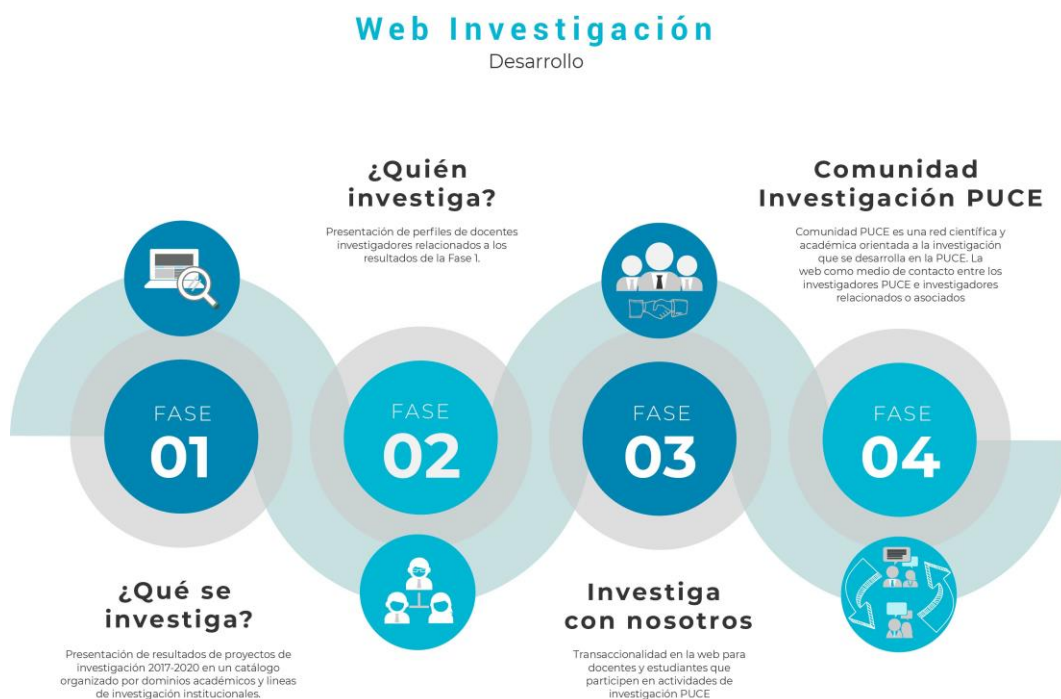 Web Investigación
Desarrollo
¿Quién
investiga?
Presentación de perfiles de docentes
investigadores relacionados a los
resultados de la Fase 1.
Comunidad
Investigación PUCE
Comunidad PUCE es una red científica y
académica orientada a la investigación
que se desarrolla en la PUCE. La
web como medio de contacto entre los
investigadores PUCE e investigadores
relacionados o asociados
FASE
01
FASE
02
FASE
03
FASE
04
¿Qué se
investiga?
Presentación de resultados de proyectos de
investigación 2017-2020 en un catálogo
organizado por dominios académicos y líneas
de investigación institucionales.
Investiga
con nosotros
Transaccionalidad en la web para
docentes y estudiantes que
participen en actividades de
investigación PUCE